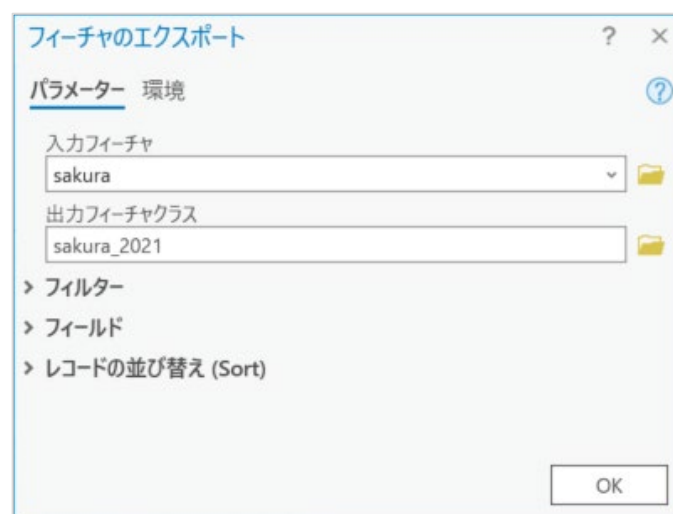 フィーチャのエクスポート ? ×
パラメーター 環境 ?
入力フィーチャ
sakura
出力フィーチャクラス
sakura_2021
> フィルター
> フィールド
> レコードの並び替え (Sort)
OK